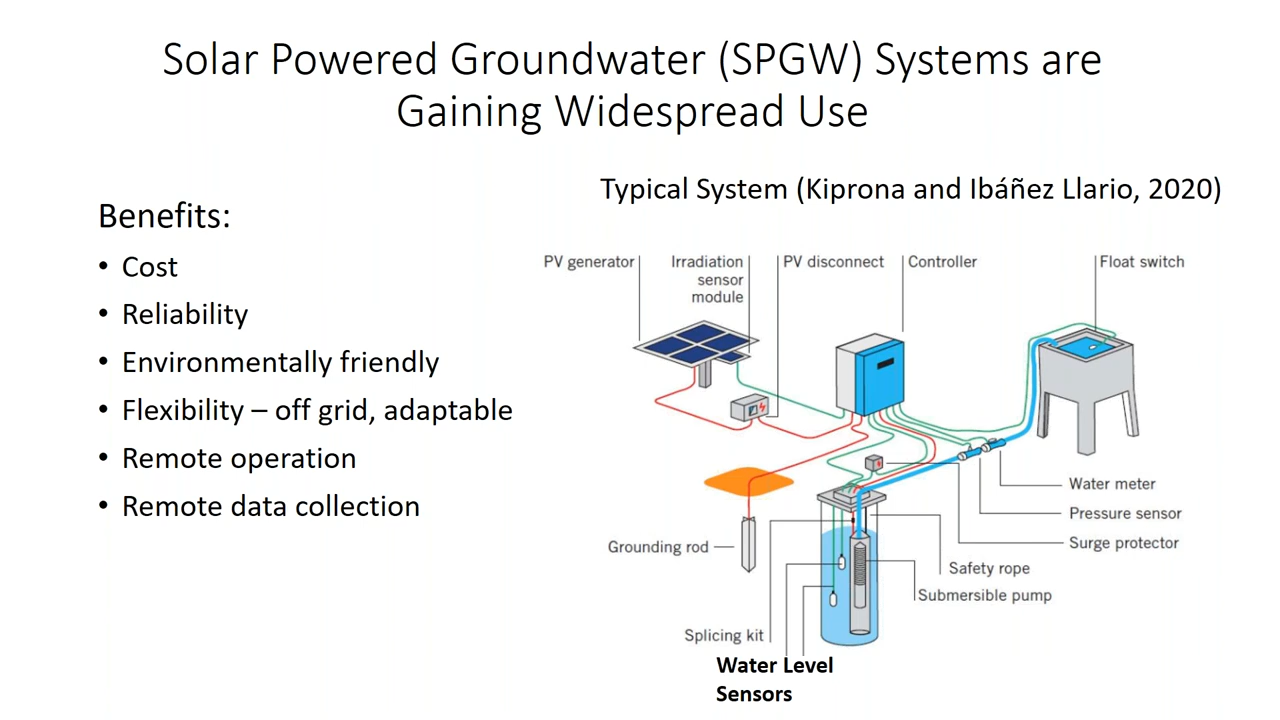 Solar Powered Groundwater (SPGW) Systems are
Gaining Widespread Use
Benefits:
• Cost
• Reliability
• Environmentally friendly
• Flexibility – off grid, adaptable
• Remote operation
• Remote data collection
Typical System (Kiprona and Ibáñez Llario, 2020)
PV generator
Irradiation
sensor
module
PV disconnect
Controller
Float switch
Water meter
Pressure sensor
Surge protector
Grounding rod
Safety rope
Submersible pump
Splicing kit
Water Level
Sensors